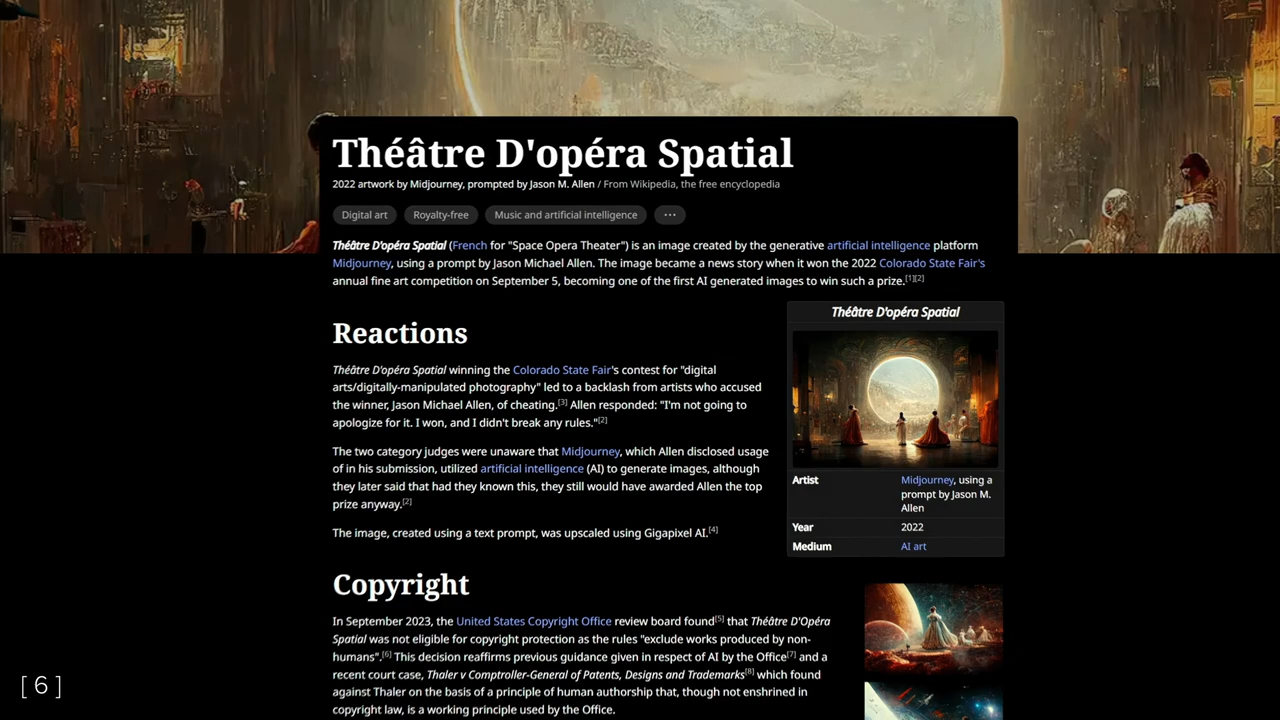 Théâtre D'opéra Spatial
2022 artwork by Midjourney, prompted by Jason M. Allen / From Wikipedia, the free encyclopedia
Digital art
Royalty-free
Music and artificial intelligence
···
Théâtre D'opéra Spatial (French for "Space Opera Theater") is an image created by the generative artificial intelligence platform
Midjourney, using a prompt by Jason Michael Allen. The image became a news story when it won the 2022 Colorado State Fair's
annual fine art competition on September 5, becoming one of the first AI generated images to win such a prize.[1][2]
Reactions
Théâtre D'opéra Spatial winning the Colorado State Fair's contest for "digital
arts/digitally-manipulated photography" led to a backlash from artists who accused
the winner, Jason Michael Allen, of cheating.[3] Allen responded: "I'm not going to
apologize for it. I won, and I didn't break any rules."[2]
The two category judges were unaware that Midjourney, which Allen disclosed usage
of in his submission, utilized artificial intelligence (AI) to generate images, although
they later said that had they known this, they still would have awarded Allen the top
prize anyway.[2]
The image, created using a text prompt, was upscaled using Gigapixel AI.[4]
Théâtre D'opéra Spatial
Artist
Midjourney, using a
prompt by Jason M.
Allen
Year
2022
Medium
AI art
Copyright
In September 2023, the United States Copyright Office review board found[5] that Théâtre D'Opéra
Spatial was not eligible for copyright protection as the rules "exclude works produced by non-
humans".[6] This decision reaffirms previous guidance given in respect of AI by the Office[7] and a
recent court case, Thaler v Comptroller-General of Patents, Designs and Trademarks[8] which found
against Thaler on the basis of a principle of human authorship that, though not enshrined in
copyright law, is a working principle used by the Office.
[ 6 ]